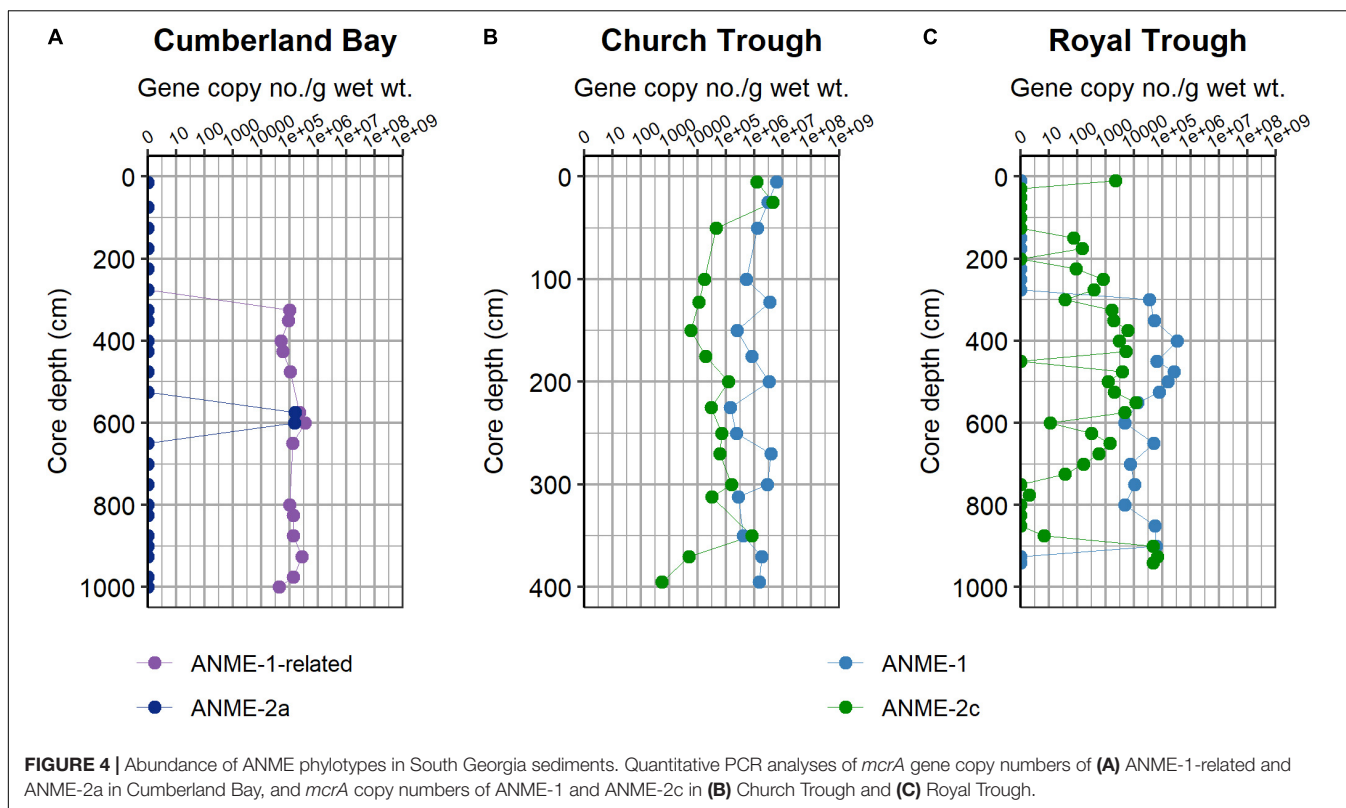 A Cumberland Bay
B Church Trough
C Royal Trough
Gene copy no./g wet wt.
Gene copy no./g wet wt.
Gene copy no./g wet wt.
0 10 100 1000 10000 1e+05 1e+06 1e+07 1e+08 1e+09
0 10 100 1000 10000 1e+05 1e+06 1e+07 1e+08 1e+09
0 10 100 1000 10000 1e+05 1e+06 1e+07 1e+08 1e+09
Core depth (cm)
0
200
400
600
800
1000
Core depth (cm)
0
100
200
300
400
Core depth (cm)
0
200
400
600
800
1000
ANME-1-related
ANME-2a
ANME-1
ANME-2c
FIGURE 4 | Abundance of ANME phylotypes in South Georgia sediments. Quantitative PCR analyses of mcrA gene copy numbers of (A) ANME-1-related and
ANME-2a in Cumberland Bay, and mcrA copy numbers of ANME-1 and ANME-2c in (B) Church Trough and (C) Royal Trough.